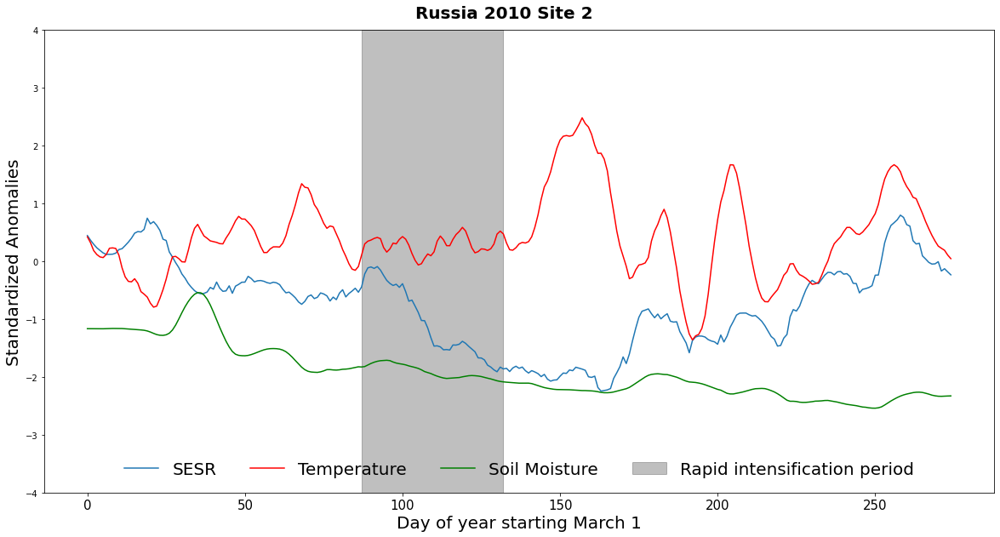 Russia 2010 Site 2
4
3
2
1
0
−1
−2
−3
−4
Standardized Anomalies
SESR Temperature Soil Moisture Rapid intensification period
0 50 100 150 200 250
Day of year starting March 1